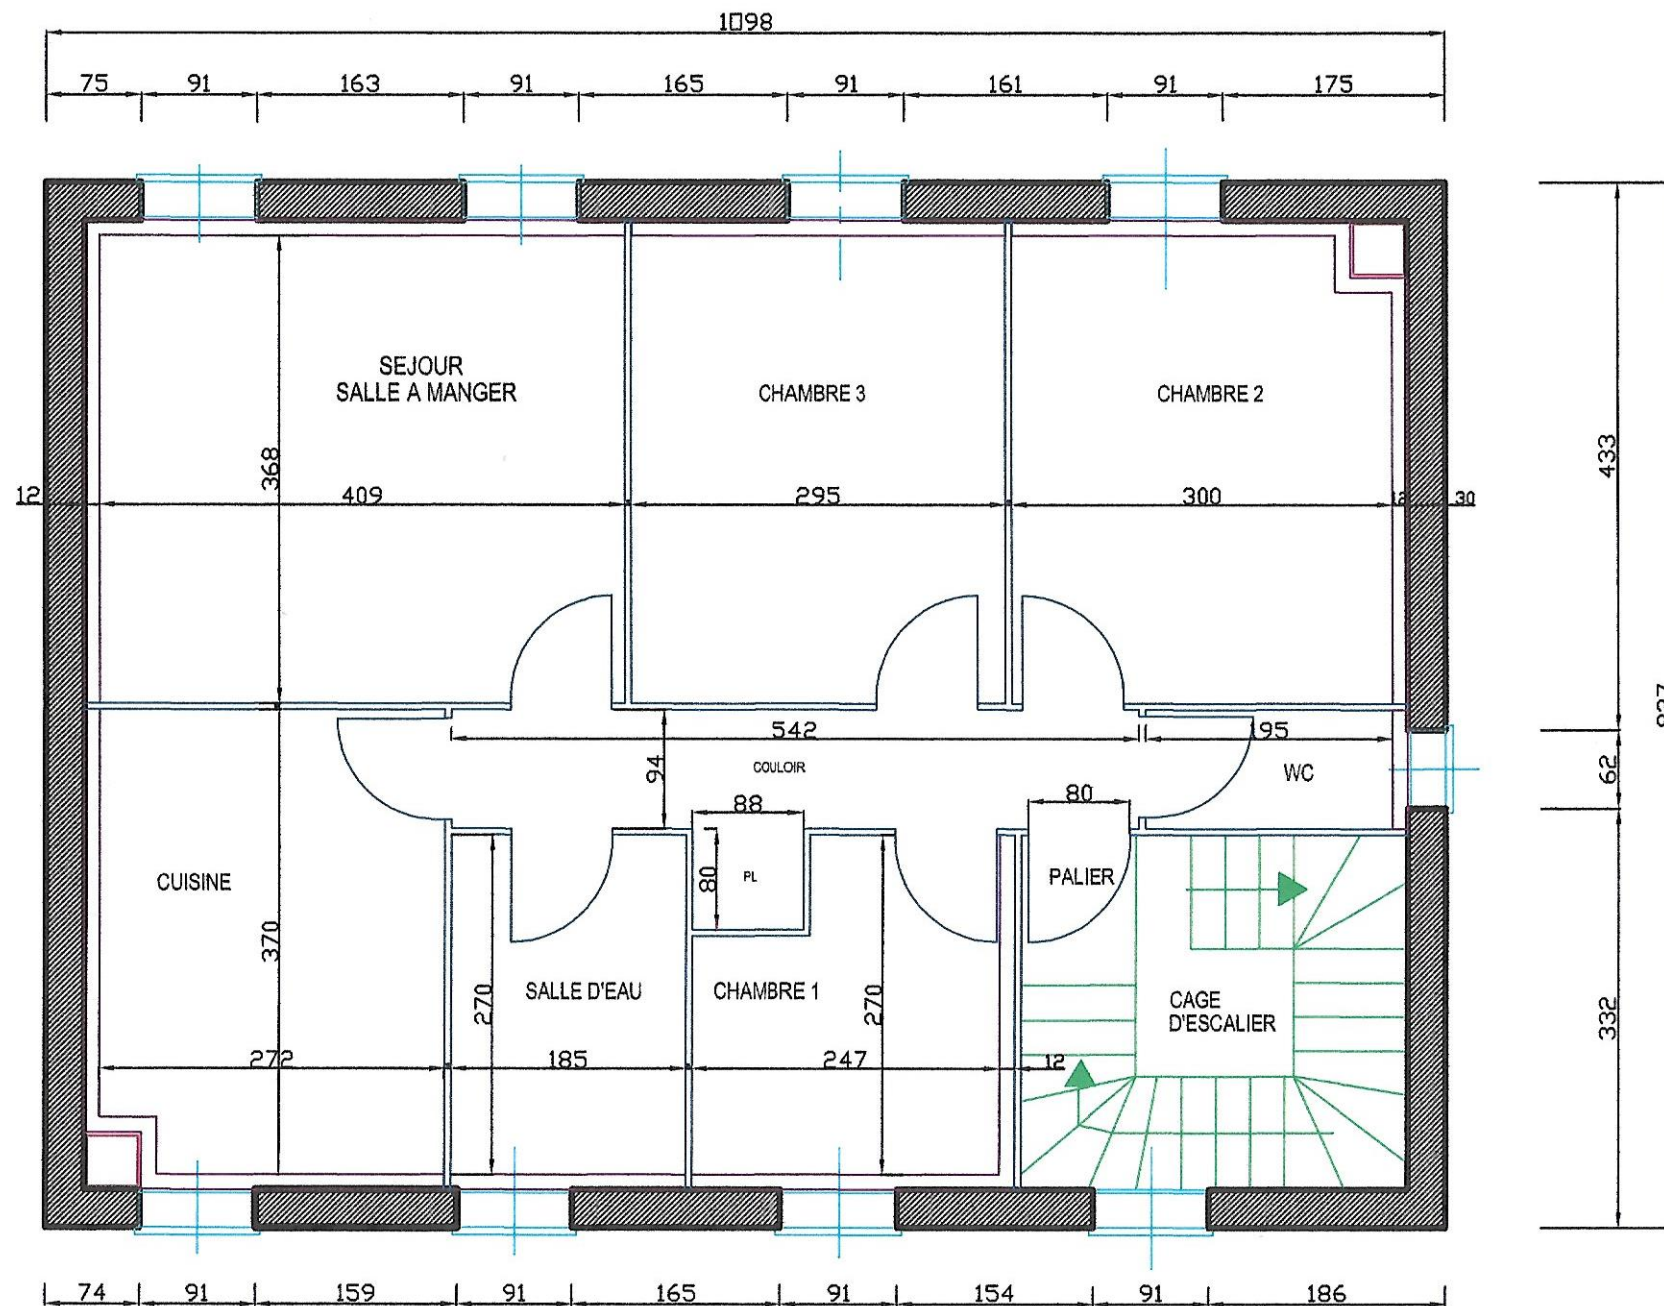 1098
75 91 163 91 165 91 161 91 175
SEJOUR
SALLE A MANGER
CHAMBRE 3
CHAMBRE 2
433
368
12 409 295 300 12 30
542 195
62
94
COULOIR
WC
88 80
CUISINE
80
PL
PALIER
370
270
SALLE D'EAU
CHAMBRE 1
270
CAGE
D'ESCALIER
332
272 185 247 12
74 91 159 91 165 91 154 91 186